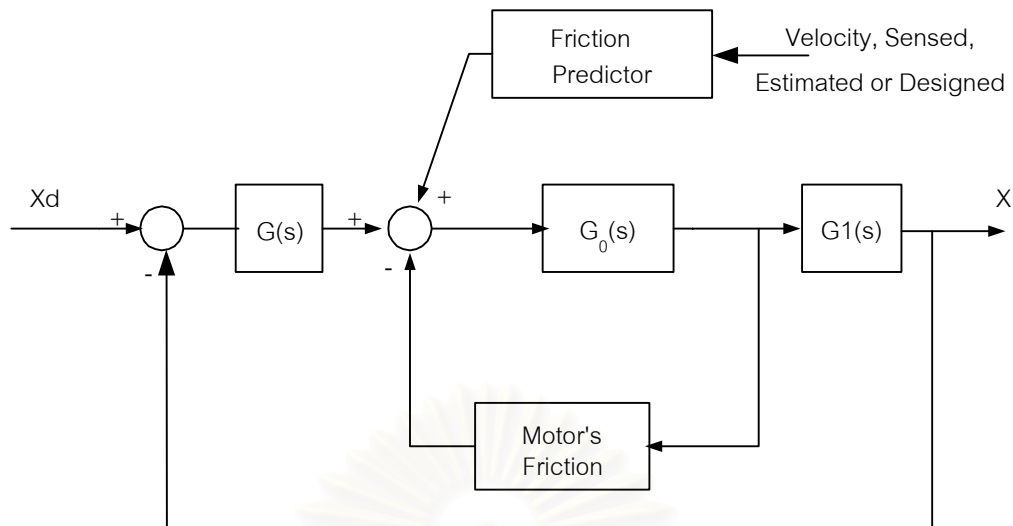 Friction
Predictor
Velocity, Sensed,
Estimated or Designed
Xd
+
-
G(s)
+
+
-
G₀(s)
G1(s)
X
Motor's
Friction